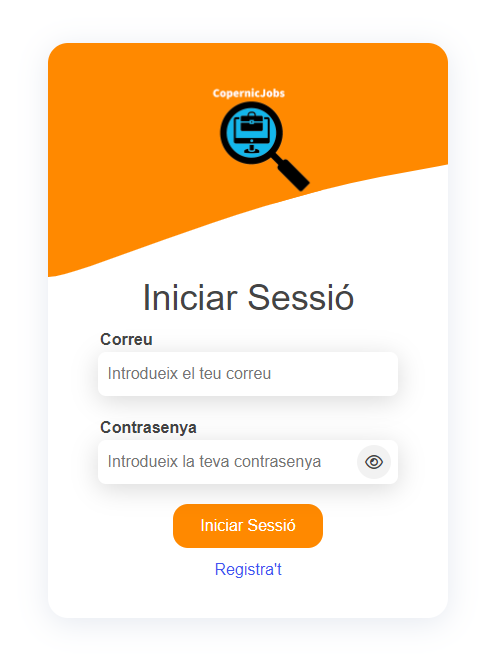 CopernicJobs
Iniciar Sessió
Correu
Introdueix el teu correu
Contrasenya
Introdueix la teva contrasenya
Iniciar Sessió
Registra't